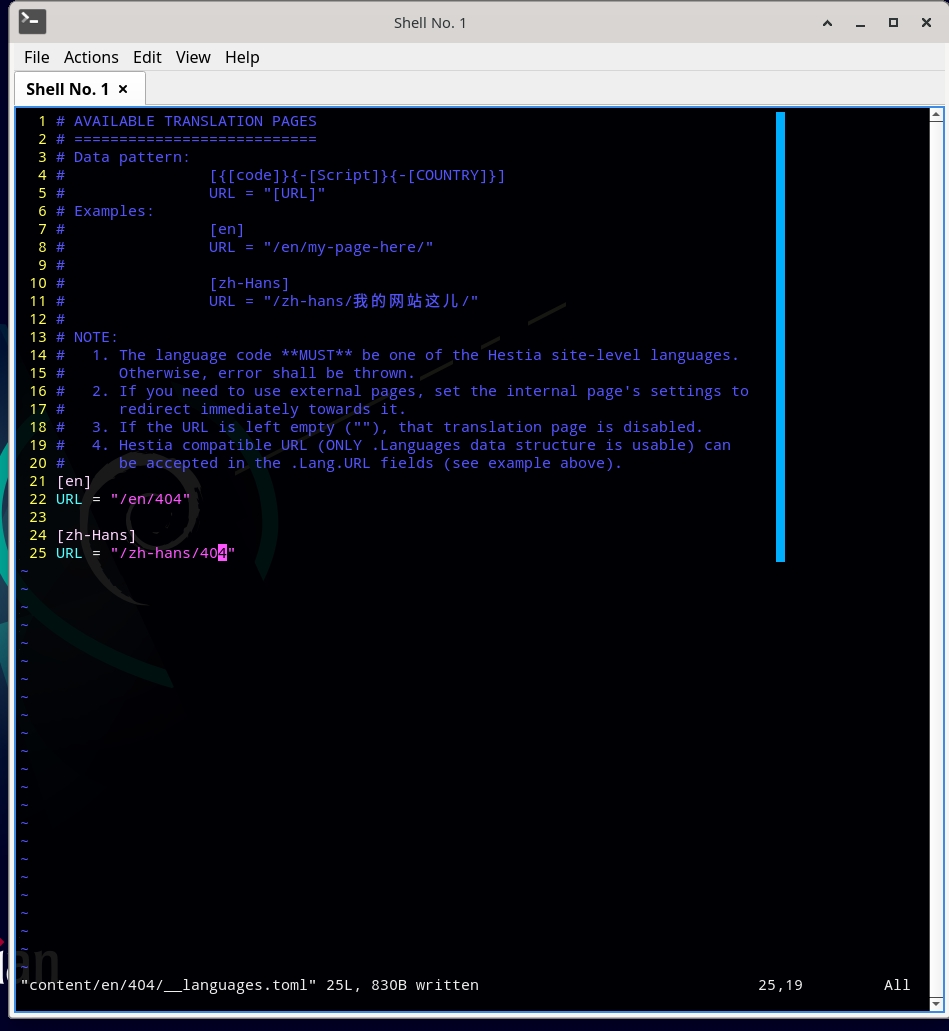 Shell No. 1
File Actions Edit View Help
Shell No. 1 ×
1 # AVAILABLE TRANSLATION PAGES
2 # ===========================
3 # Data pattern:
4 #                [{[code]}{-[Script]}{-[COUNTRY]}]
5 #                URL = "[URL]"
6 # Examples:
7 #                [en]
8 #                URL = "/en/my-page-here/"
9 #
10 #                [zh-Hans]
11 #                URL = "/zh-hans/我的网站这儿/"
12 #
13 # NOTE:
14 #   1. The language code **MUST** be one of the Hestia site-level languages.
15 #      Otherwise, error shall be thrown.
16 #   2. If you need to use external pages, set the internal page's settings to
17 #      redirect immediately towards it.
18 #   3. If the URL is left empty (""), that translation page is disabled.
19 #   4. Hestia compatible URL (ONLY .Languages data structure is usable) can
20 #      be accepted in the .Lang.URL fields (see example above).
21 [en]
22 URL = "/en/404"
23
24 [zh-Hans]
25 URL = "/zh-hans/404"
"content/en/404/__languages.toml" 25L, 830B written 25,19 All